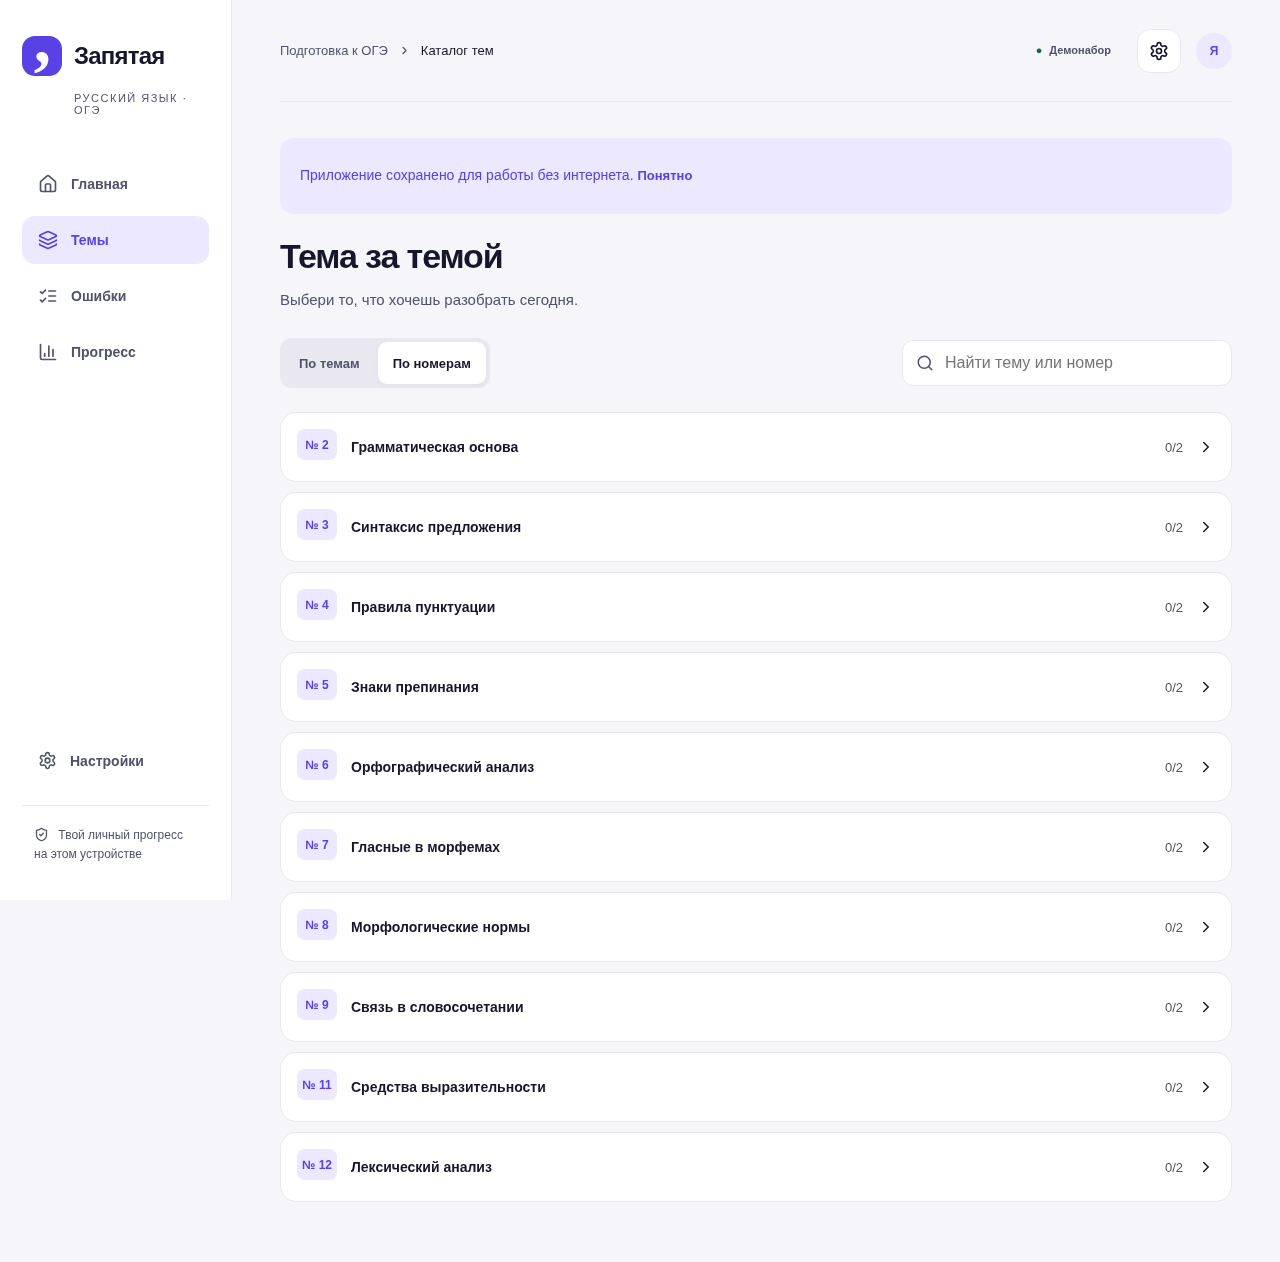 Запятая
РУССКИЙ ЯЗЫК ·
ОГЭ
Главная
Темы
Ошибки
Прогресс
Настройки
Твой личный прогресс
на этом устройстве
Подготовка к ОГЭ > Каталог тем
• Демонабор
Я
Приложение сохранено для работы без интернета. Понятно
Тема за темой
Выбери то, что хочешь разобрать сегодня.
По темам По номерам
Найти тему или номер
№ 2 Грамматическая основа 0/2
№ 3 Синтаксис предложения 0/2
№ 4 Правила пунктуации 0/2
№ 5 Знаки препинания 0/2
№ 6 Орфографический анализ 0/2
№ 7 Гласные в морфемах 0/2
№ 8 Морфологические нормы 0/2
№ 9 Связь в словосочетании 0/2
№ 11 Средства выразительности 0/2
№ 12 Лексический анализ 0/2